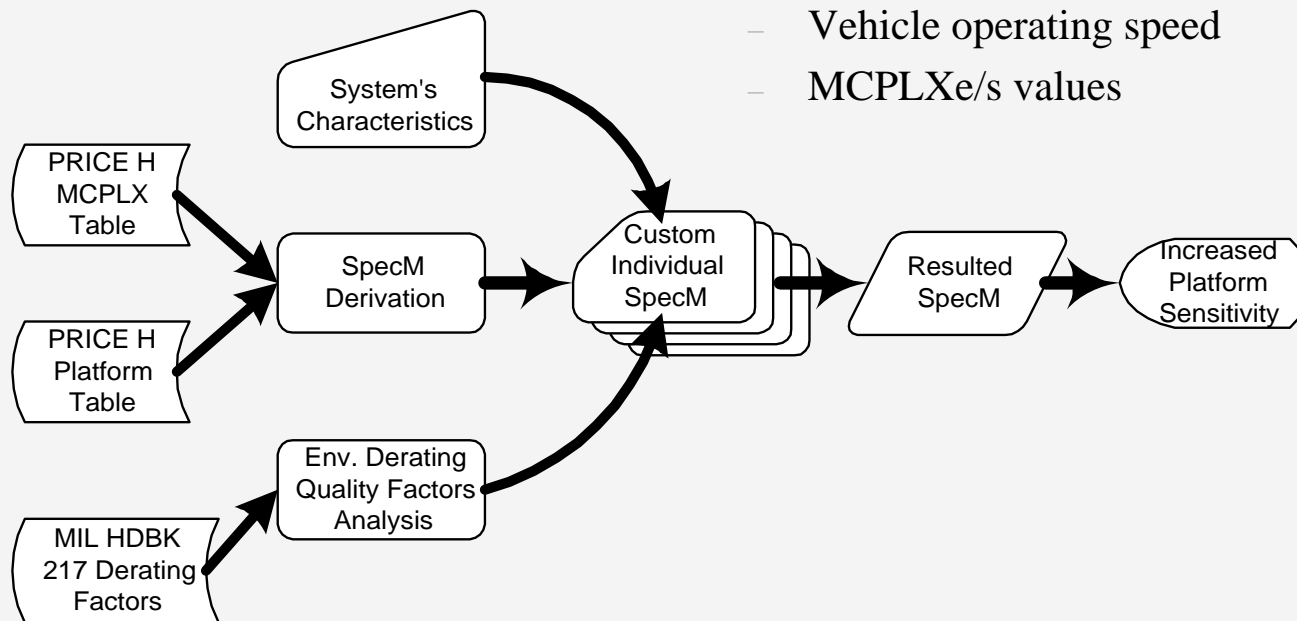 – Vehicle operating speed
– MCPLXe/s values
System's
Characteristics
PRICE H
MCPLX
Table
SpecM
Derivation
Custom
Individual
SpecM
Resulted
SpecM
Increased
Platform
Sensitivity
PRICE H
Platform
Table
Env. Derating
Quality Factors
Analysis
MIL HDBK
217 Derating
Factors